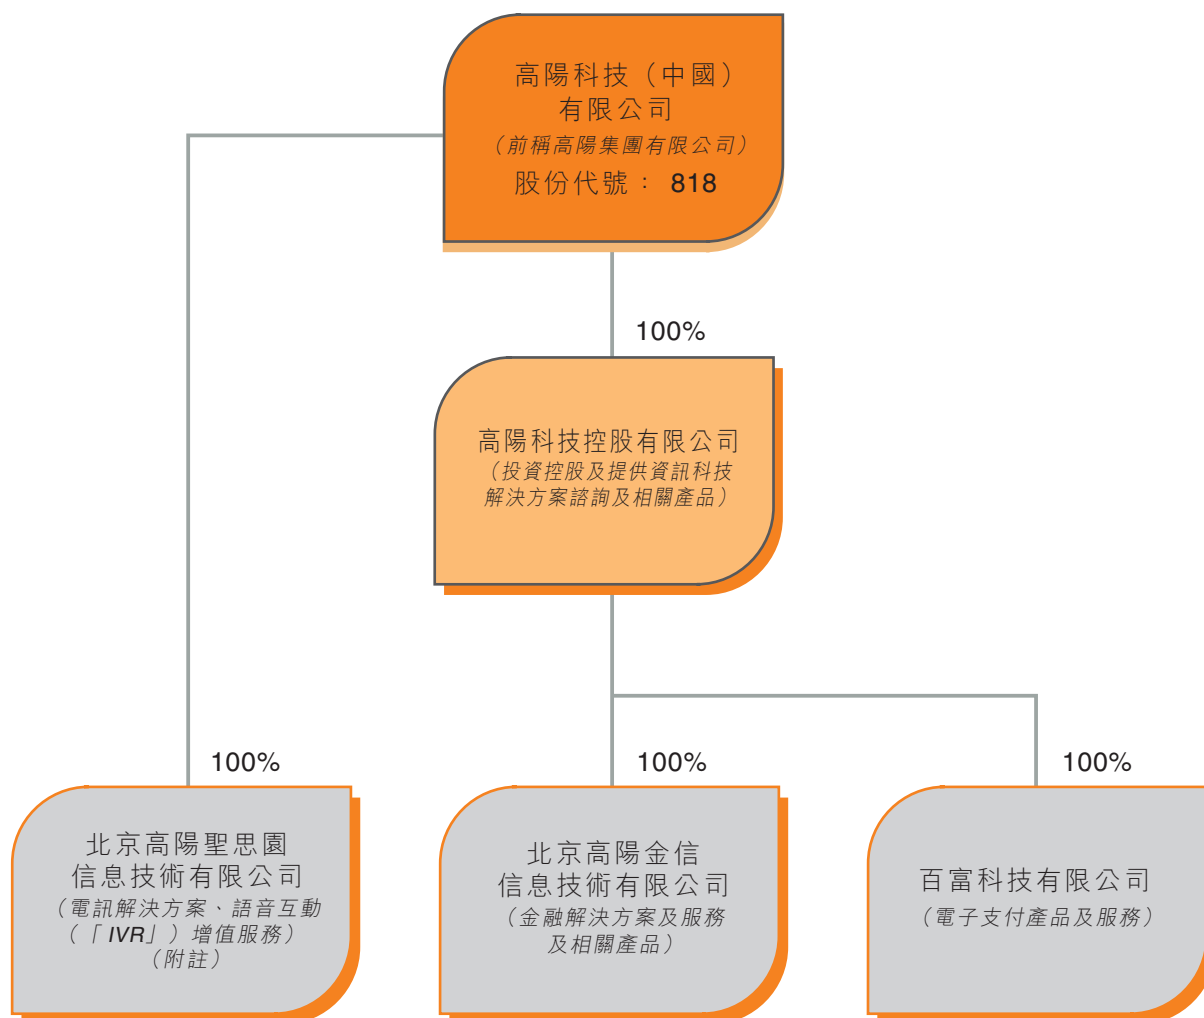 高陽科技（中國）
有限公司
（前稱高陽集團有限公司）
股份代號： 818
100%
高陽科技控股有限公司
（投資控股及提供資訊科技
解決方案諮詢及相關產品）
100%
100%
100%
北京高陽聖思園
信息技術有限公司
（電訊解決方案、語音互動
（「IVR」）增值服務）
（附註）
北京高陽金信
信息技術有限公司
（金融解決方案及服務
及相關產品）
百富科技有限公司
（電子支付產品及服務）